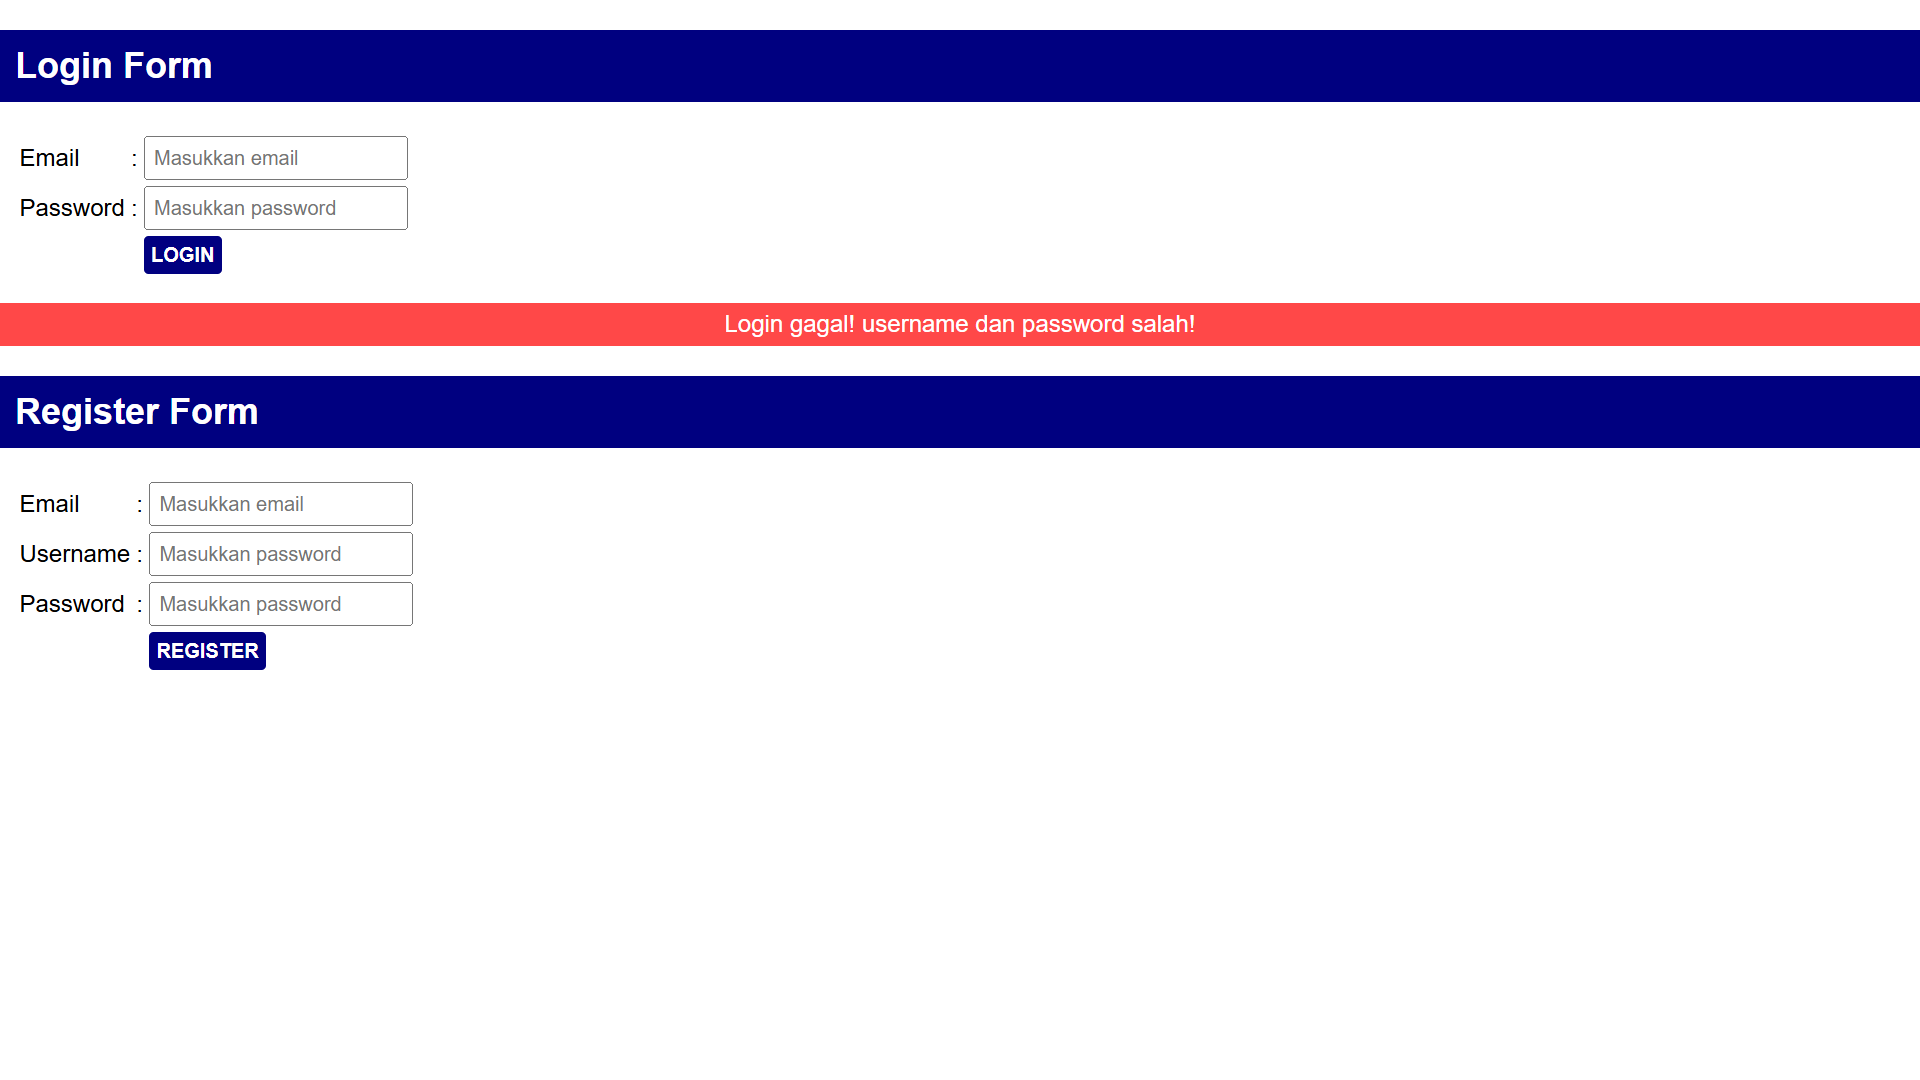 Login Form
Email : Masukkan email
Password : Masukkan password
LOGIN
Login gagal! username dan password salah!
Register Form
Email : Masukkan email
Username : Masukkan password
Password : Masukkan password
REGISTER